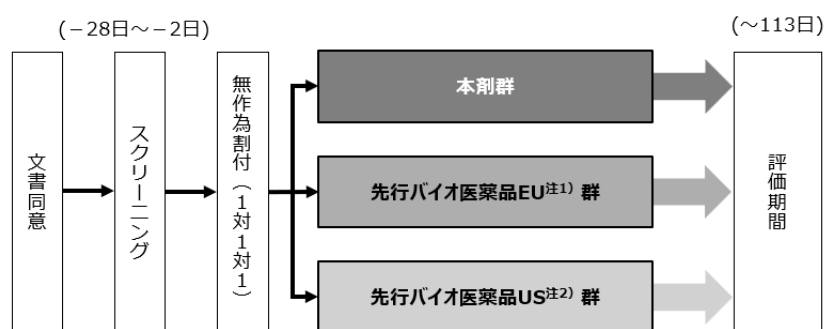 (－28日～－2日)
(～113日)
文書同意
スクリーニング
無作為割付（1対1対1）
本剤群
先行バイオ医薬品EU注1）群
先行バイオ医薬品US注2）群
評価期間